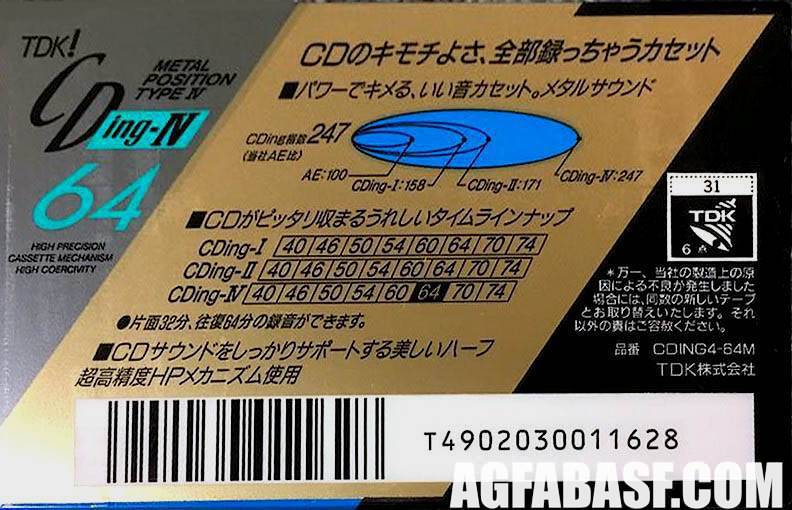 TDK!
CDing-IV
METAL
POSITION
TYPE IV
64
HIGH PRECISION
CASSETTE MECHANISM
HIGH COERCIVITY
CDのキモチよさ、全部録っちゃうカセット
■パワーでキメる、いい音カセット。メタルサウンド
CDing指数 247
(当社AE比)
AE:100
CDing-I:158
CDing-II:171
CDing-IV:247
■CDがピッタリ収まるうれしいタイムラインナップ
CDing-I 40 46 50 54 60 64 70 74
CDing-II 40 46 50 54 60 64 70 74
CDing-IV 40 46 50 54 60 64 70 74
●片面32分、往復64分の録音ができます。
■CDサウンドをしっかりサポートする美しいハーフ
超高精度HPメカニズム使用
31
TDK
6点
*万一、当社の製造上の原
因による不良が発生しました
場合には、同数の新しいテープ
とお取り替えいたします。それ
以外の責はご容赦ください。
品番 CDING4-64M
TDK株式会社
T4902030011628
AGFABASF.COM